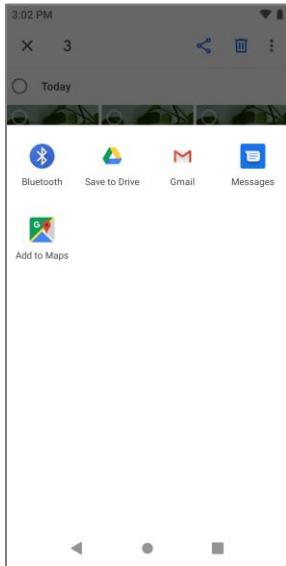 3:02 PM
3
Today
Bluetooth
Save to Drive
Gmail
Messages
G
Add to Maps